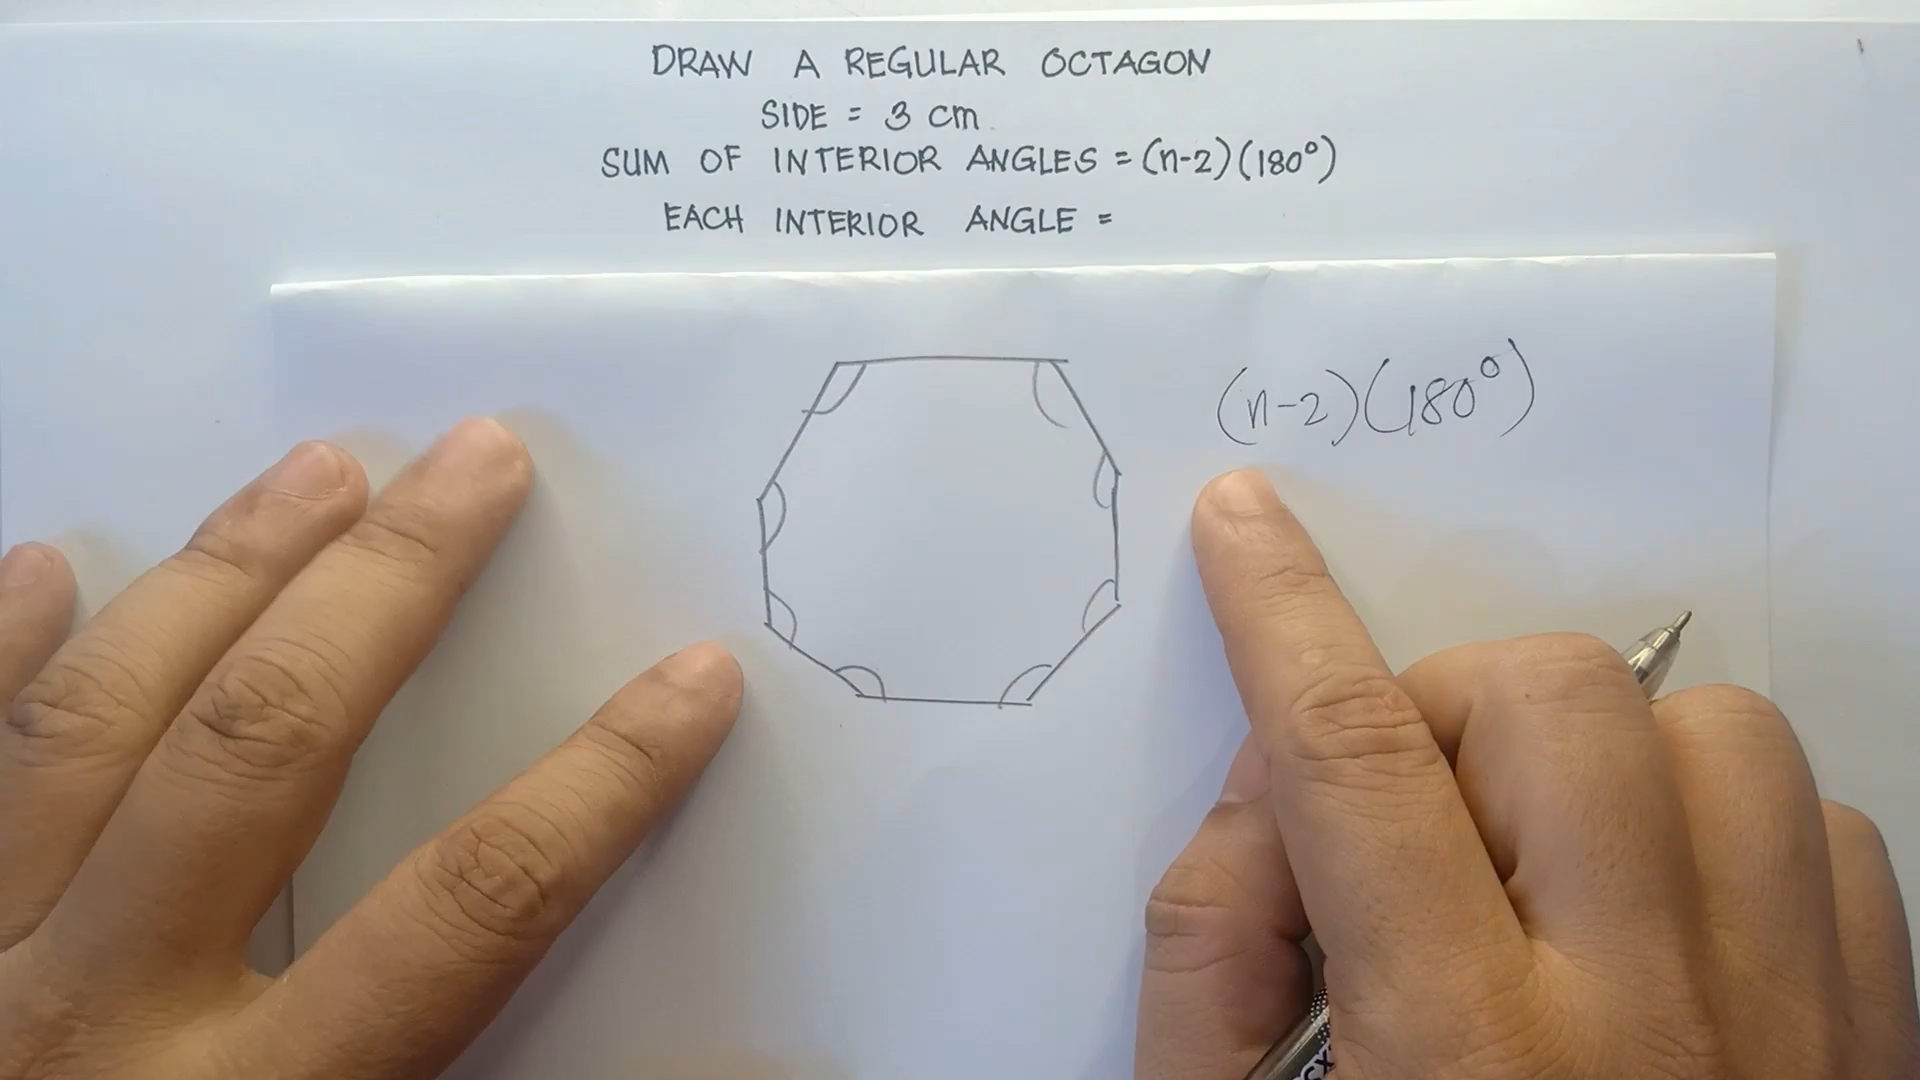 DRAW A REGULAR OCTAGON
SIDE = 3 cm
SUM OF INTERIOR ANGLES = (n-2)(180°)
EACH INTERIOR ANGLE =
(n-2)(180°)